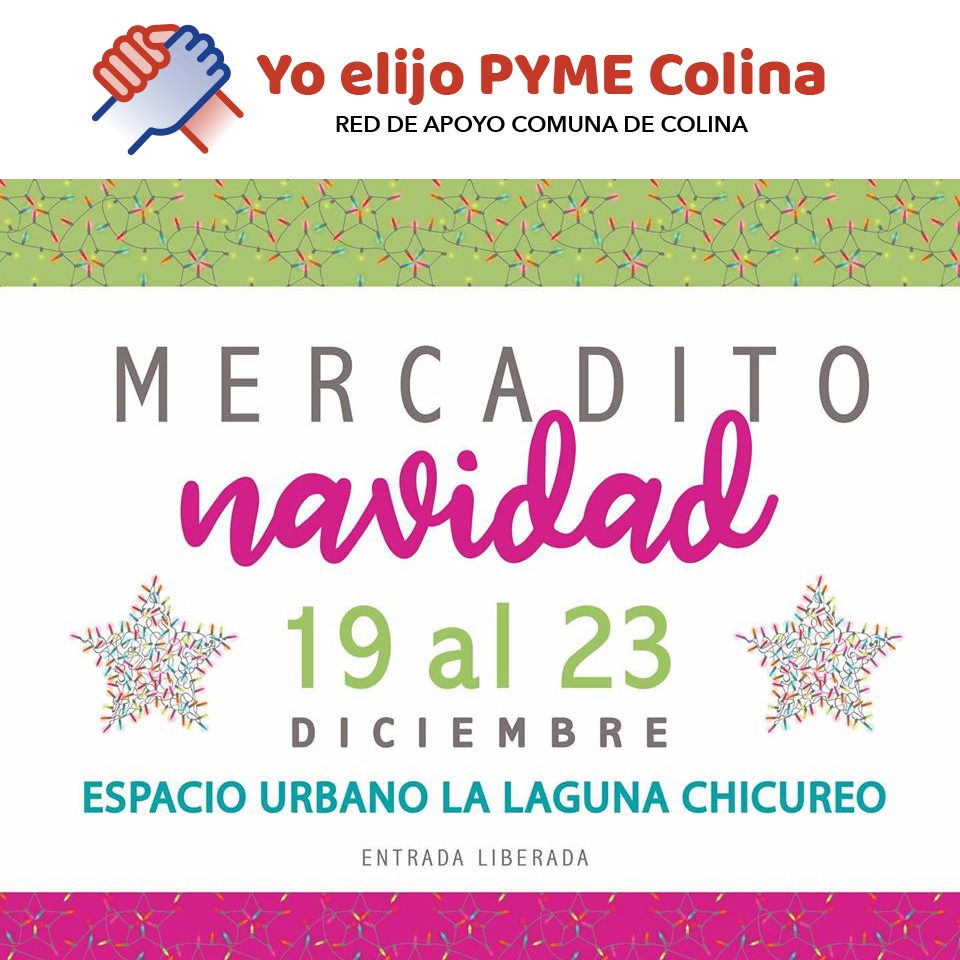 Yo elijo PYME Colina
RED DE APOYO COMUNA DE COLINA
MERCADITO
navidad
19 al 23
DICIEMBRE
ESPACIO URBANO LA LAGUNA CHICUREO
ENTRADA LIBERADA